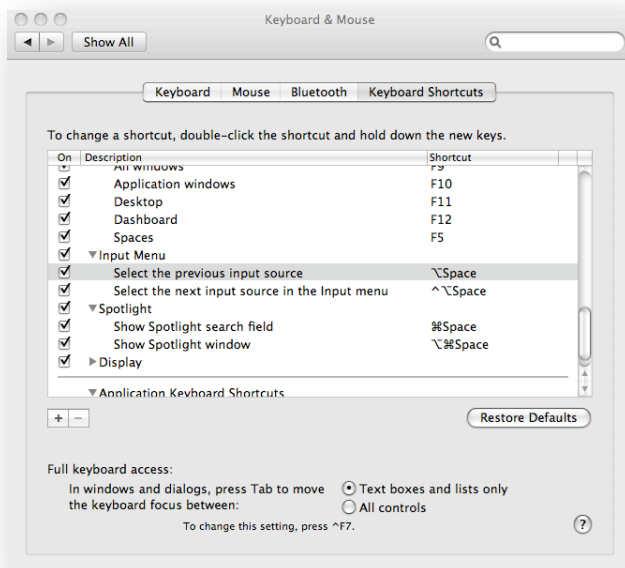 Keyboard & Mouse
Show All
Keyboard Mouse Bluetooth Keyboard Shortcuts
To change a shortcut, double-click the shortcut and hold down the new keys.
On Description Shortcut
All windows F9
Application windows F10
Desktop F11
Dashboard F12
Spaces F5
Input Menu
Select the previous input source ⌥Space
Select the next input source in the Input menu ^⌥Space
Spotlight
Show Spotlight search field ⌘Space
Show Spotlight window ⌥⌘Space
Display
Application Keyboard Shortcuts
+ −
Restore Defaults
Full keyboard access:
In windows and dialogs, press Tab to move
the keyboard focus between:
Text boxes and lists only
All controls
To change this setting, press ^F7.
?